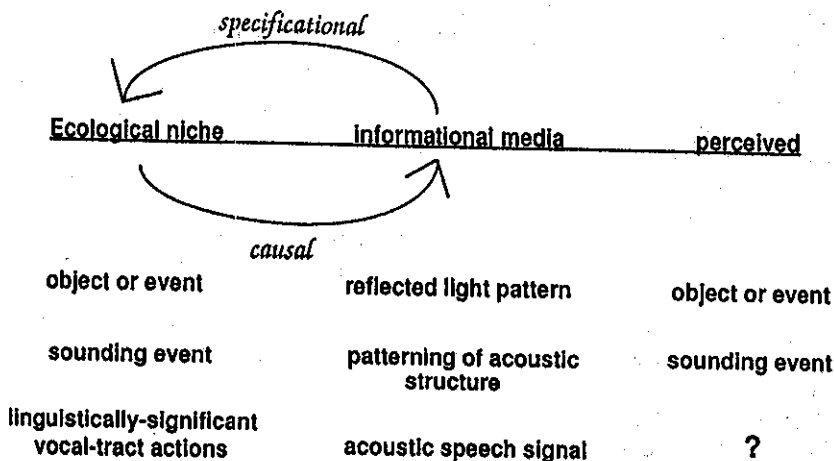 specificational
Ecological niche informational media perceived
causal
object or event reflected light pattern object or event
sounding event patterning of acoustic structure sounding event
linguistically-significant vocal-tract actions acoustic speech signal ?